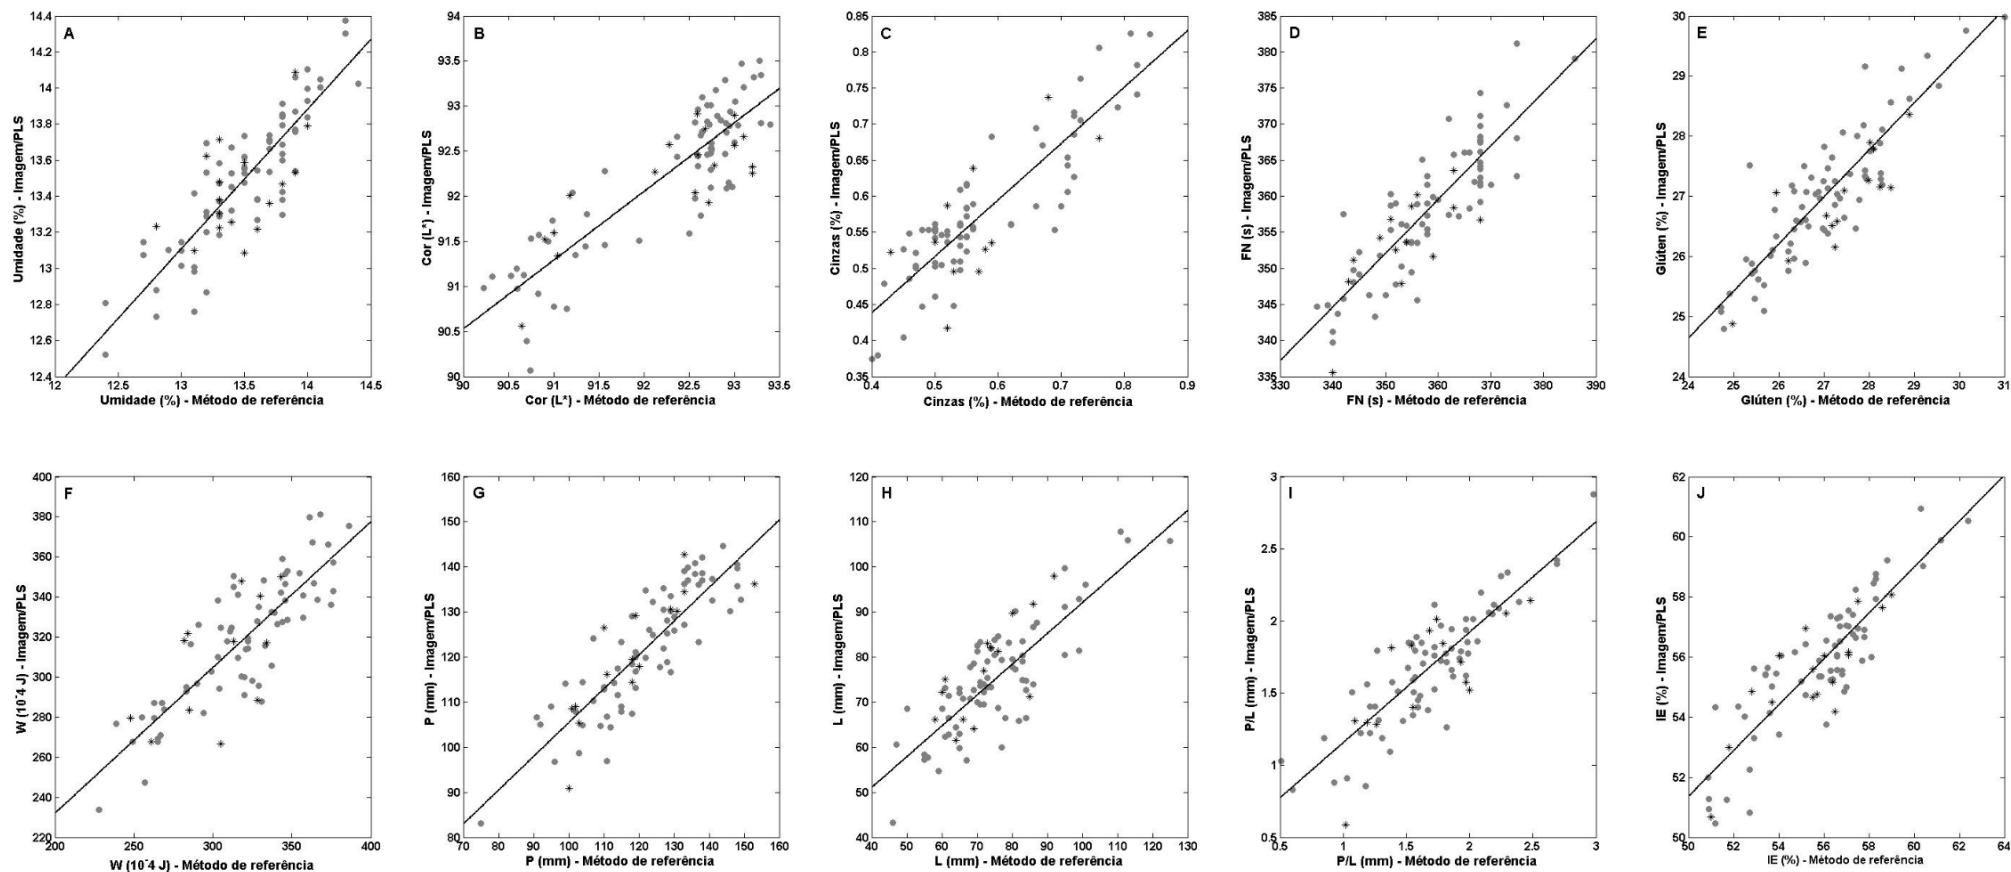 A
Umidade (%) - Imagem/PLS
14.4
14.2
14
13.8
13.6
13.4
13.2
13
12.8
12.6
12.4
12 12.5 13 13.5 14 14.5
Umidade (%) - Método de referência
B
Cor (L*) - Imagem/PLS
94
93.5
93
92.5
92
91.5
91
90.5
90
90 90.5 91 91.5 92 92.5 93 93.5
Cor (L*) - Método de referência
C
Cinzas (%) - Imagem/PLS
0.85
0.8
0.75
0.7
0.65
0.6
0.55
0.5
0.45
0.4
0.35
0.4 0.5 0.6 0.7 0.8 0.9
Cinzas (%) - Método de referência
D
FN (s) - Imagem/PLS
385
380
375
370
365
360
355
350
345
340
335
330 340 350 360 370 380 390
FN (s) - Método de referência
E
Glúten (%) - Imagem/PLS
30
29
28
27
26
25
24
24 25 26 27 28 29 30 31
Glúten (%) - Método de referência
F
W (10ˉ4 J) - Imagem/PLS
400
380
360
340
320
300
280
260
240
220
200 250 300 350 400
W (10ˉ4 J) - Método de referência
G
P (mm) - Imagem/PLS
160
150
140
130
120
110
100
90
80
70 80 90 100 110 120 130 140 150 160
P (mm) - Método de referência
H
L (mm) - Imagem/PLS
120
110
100
90
80
70
60
50
40
40 50 60 70 80 90 100 110 120 130
L (mm) - Método de referência
I
P/L (mm) - Imagem/PLS
3
2.5
2
1.5
1
0.5
0.5 1 1.5 2 2.5 3
P/L (mm) - Método de referência
J
IE (%) - Imagem/PLS
62
60
58
56
54
52
50
50 52 54 56 58 60 62 64
IE (%) - Método de referência